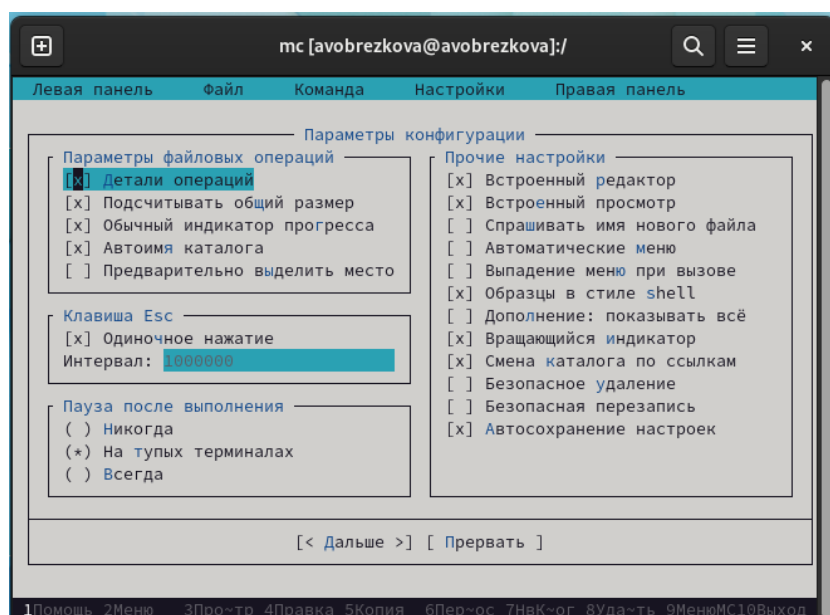 mc [avobrezkova@avobrezkova]:/
Левая панель Файл Команда Настройки Правая панель
Параметры конфигурации
Параметры файловых операций
[x] Детали операций
[x] Подсчитывать общий размер
[x] Обычный индикатор прогресса
[x] Автоимя каталога
[ ] Предварительно выделить место
Клавиша Esc
[x] Одиночное нажатие
Интервал: 1000000
Пауза после выполнения
( ) Никогда
(*) На тупых терминалах
( ) Всегда
Прочие настройки
[x] Встроенный редактор
[x] Встроенный просмотр
[ ] Спрашивать имя нового файла
[ ] Автоматические меню
[ ] Выпадение меню при вызове
[x] Образцы в стиле shell
[ ] Дополнение: показывать всё
[x] Вращающийся индикатор
[x] Смена каталога по ссылкам
[ ] Безопасное удаление
[ ] Безопасная перезапись
[x] Автосохранение настроек
[< Дальше >] [ Прервать ]
1Помощь 2Меню 3Про~тр 4Правка 5Копия 6Пер~ос 7НвК~ог 8Уда~ть 9МенюMC10Выход